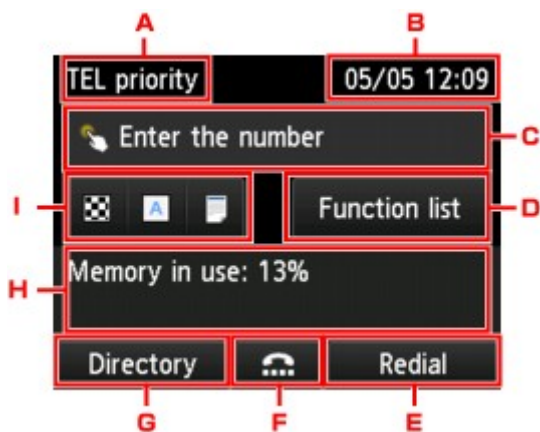 A
B
TEL priority
05/05 12:09
Enter the number
C
I
A
Function list
D
Memory in use: 13%
H
Directory
Redial
G
F
E